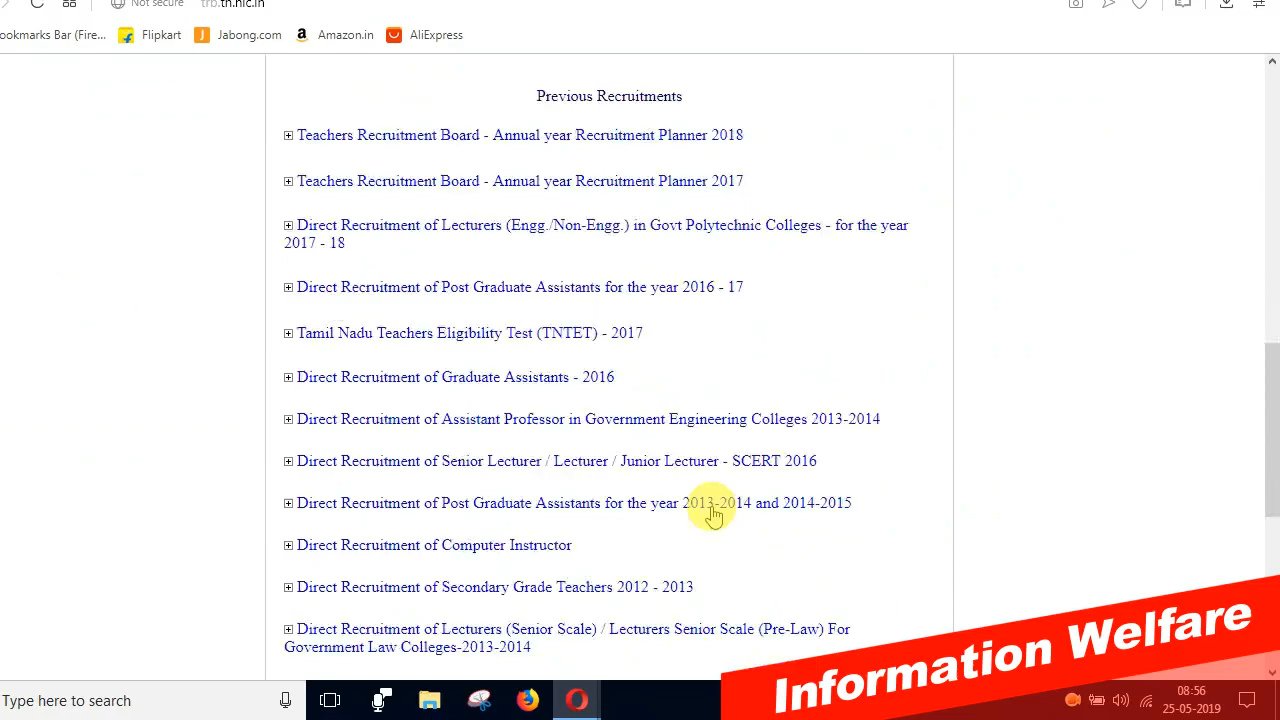 Not secure
trb.tn.nic.in
ookmarks Bar (Fire...
Flipkart
Jabong.com
Amazon.in
AliExpress
Previous Recruitments
Teachers Recruitment Board - Annual year Recruitment Planner 2018
Teachers Recruitment Board - Annual year Recruitment Planner 2017
Direct Recruitment of Lecturers (Engg./Non-Engg.) in Govt Polytechnic Colleges - for the year
2017 - 18
Direct Recruitment of Post Graduate Assistants for the year 2016 - 17
Tamil Nadu Teachers Eligibility Test (TNTET) - 2017
Direct Recruitment of Graduate Assistants - 2016
Direct Recruitment of Assistant Professor in Government Engineering Colleges 2013-2014
Direct Recruitment of Senior Lecturer / Lecturer / Junior Lecturer - SCERT 2016
Direct Recruitment of Post Graduate Assistants for the year 2013-2014 and 2014-2015
Direct Recruitment of Computer Instructor
Direct Recruitment of Secondary Grade Teachers 2012 - 2013
Direct Recruitment of Lecturers (Senior Scale) / Lecturers Senior Scale (Pre-Law) For
Government Law Colleges-2013-2014
Information Welfare
Type here to search
08:56
25-05-2019